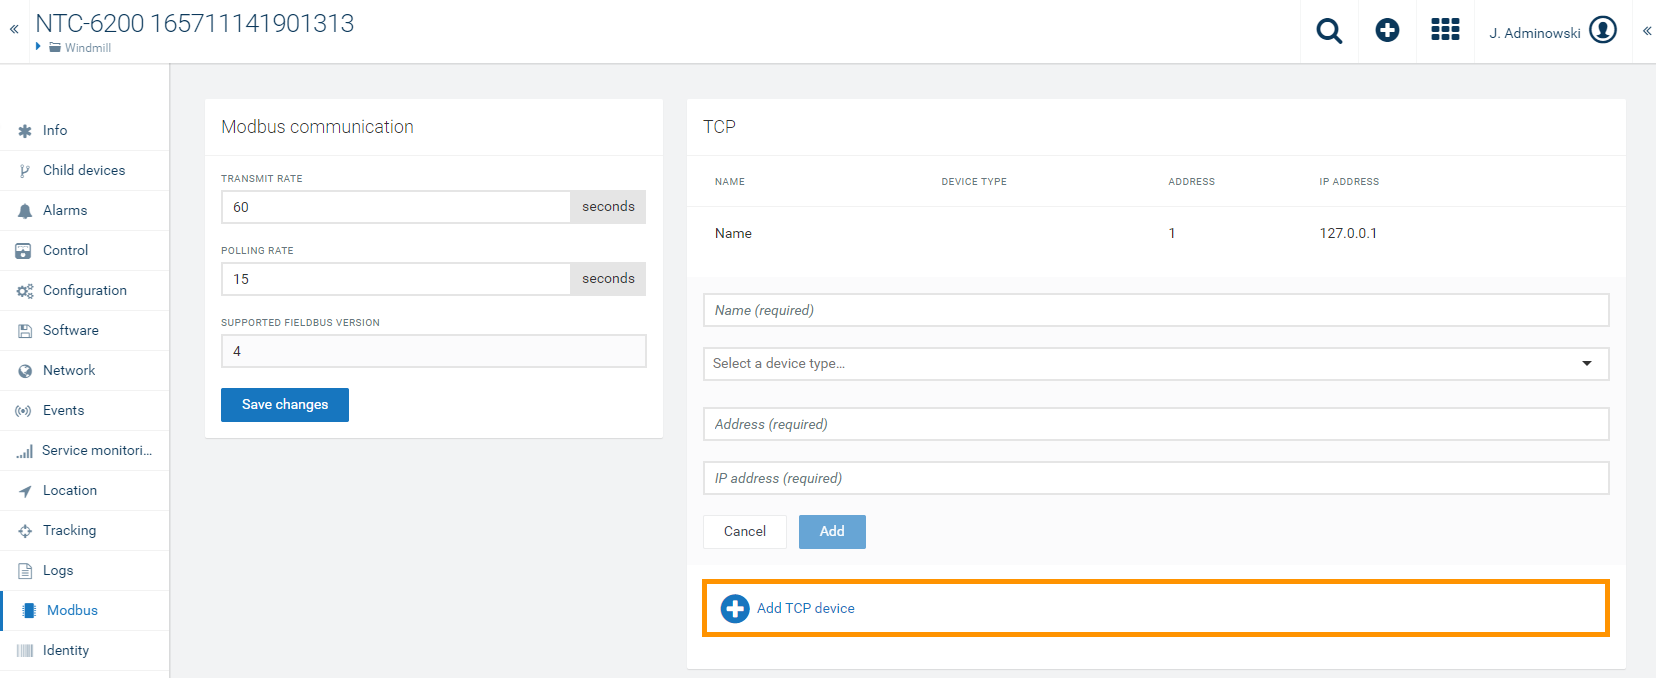 NTC-6200 165711141901313
Windmill
J. Adminowski
Info
Child devices
Alarms
Control
Configuration
Software
Network
Events
Service monitori...
Location
Tracking
Logs
Modbus
Identity
Modbus communication
TRANSMIT RATE
60 seconds
POLLING RATE
15 seconds
SUPPORTED FIELDBUS VERSION
4
Save changes
TCP
NAME DEVICE TYPE ADDRESS IP ADDRESS
Name 1 127.0.0.1
Name (required)
Select a device type...
Address (required)
IP address (required)
Cancel Add
Add TCP device